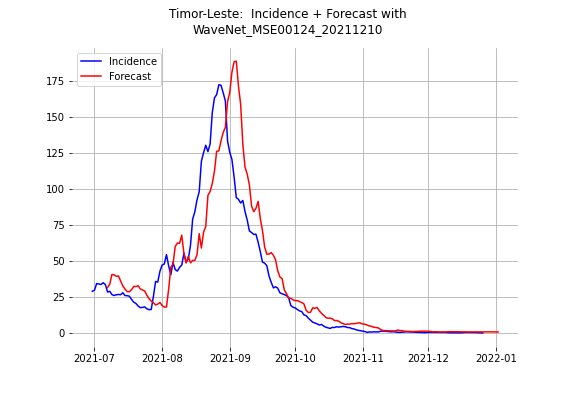 Timor-Leste:  Incidence + Forecast with
WaveNet_MSE00124_20211210
Incidence
Forecast
175
150
125
100
75
50
25
0
2021-07 2021-08 2021-09 2021-10 2021-11 2021-12 2022-01